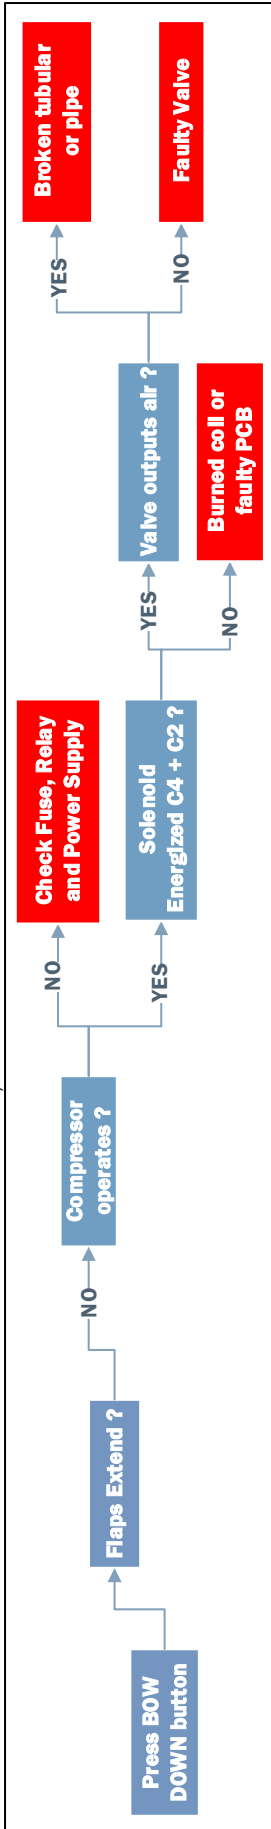 Press BOW
DOWN button
Flaps Extend ?
NO
Compressor
operates ?
NO
Check Fuse, Relay
and Power Supply
YES
Solenoid
Energized C4 + C2 ?
YES
Valve outputs air ?
NO
Burned coil or
faulty PCB
YES
Broken tubular
or pipe
NO
Faulty Valve